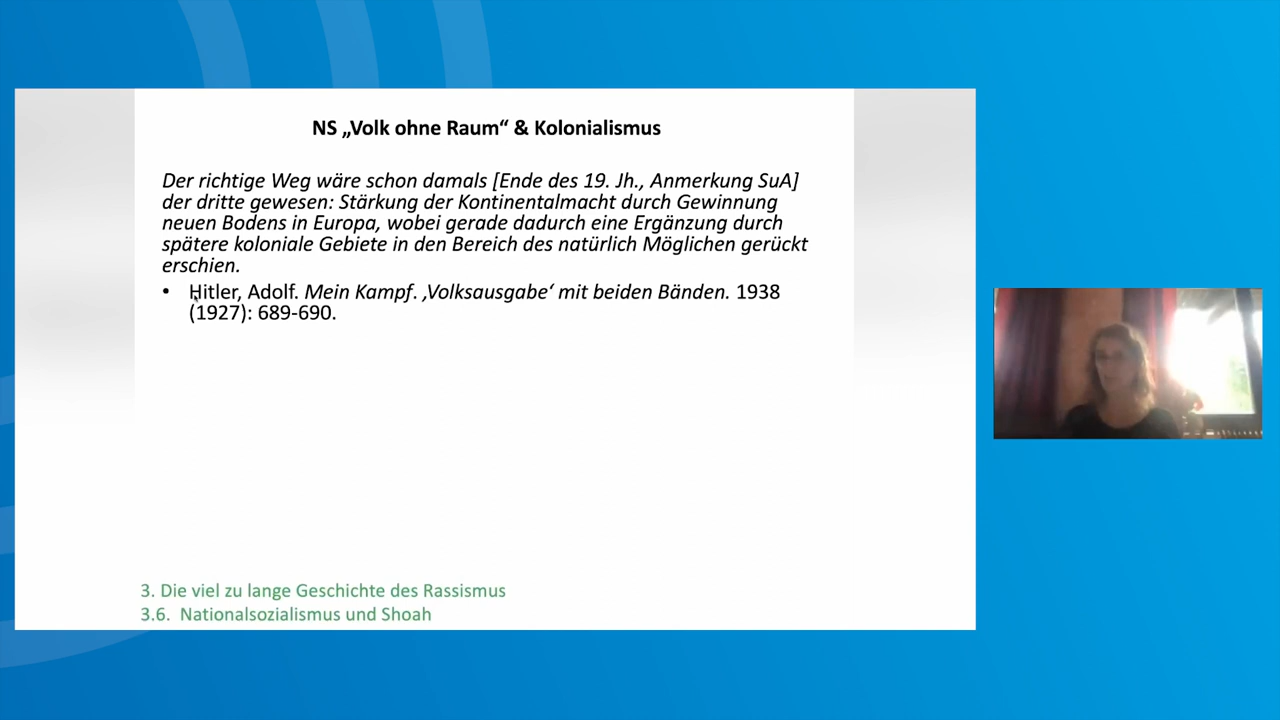 NS „Volk ohne Raum“ & Kolonialismus
Der richtige Weg wäre schon damals [Ende des 19. Jh., Anmerkung SuA]
der dritte gewesen: Stärkung der Kontinentalmacht durch Gewinnung
neuen Bodens in Europa, wobei gerade dadurch eine Ergänzung durch
spätere koloniale Gebiete in den Bereich des natürlich Möglichen gerückt
erschien.
• Hitler, Adolf. Mein Kampf. ‚Volksausgabe‘ mit beiden Bänden. 1938
(1927): 689-690.
3. Die viel zu lange Geschichte des Rassismus
3.6. Nationalsozialismus und Shoah